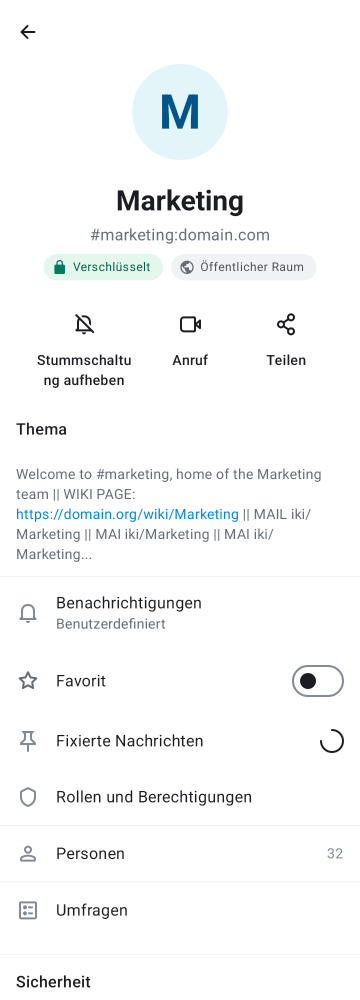 M
Marketing
#marketing:domain.com
Verschlüsselt
Öffentlicher Raum
Stummschaltu
ng aufheben
Anruf
Teilen
Thema
Welcome to #marketing, home of the Marketing
team || WIKI PAGE:
https://domain.org/wiki/Marketing || MAIL iki/
Marketing || MAI iki/Marketing || MAI iki/
Marketing...
Benachrichtigungen
Benutzerdefiniert
Favorit
Fixierte Nachrichten
Rollen und Berechtigungen
Personen
32
Umfragen
Sicherheit